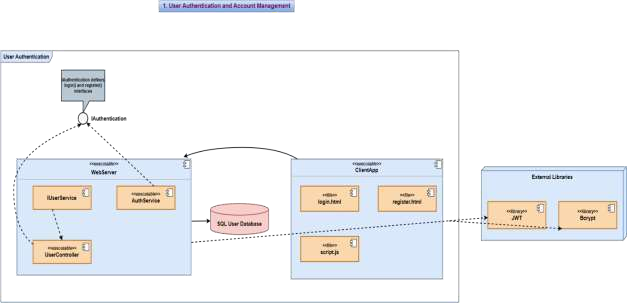 1. User Authentication and Account Management
User Authentication
IAuthentication defines
login() and register()
interfaces
IAuthentication
<<executable>>
WebServer
IUserService
<<executable>>
AuthService
<<executable>>
UserController
SQL User Database
<<executable>>
ClientApp
<<file>>
login.html
<<file>>
register.html
<<file>>
script.js
External Libraries
<<library>>
JWT
<<library>>
Bcrypt